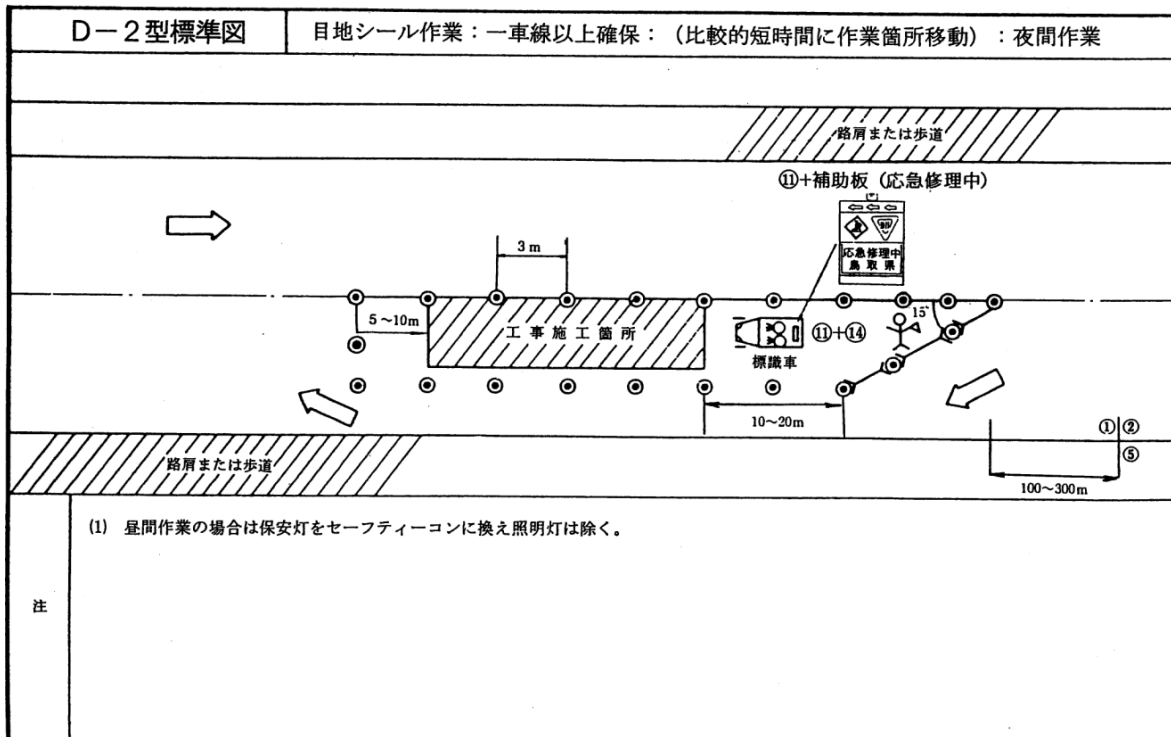 D-2型標準図
目地シール作業：一車線以上確保：（比較的短時間に作業箇所移動）：夜間作業
路肩または歩道
⑪+補助板（応急修理中）
応急修理中
鳥取県
3m
5~10m
工事施工箇所
標識車
⑪+⑭
15°
10~20m
①②
⑤
100~300m
路肩または歩道
注
(1) 昼間作業の場合は保安灯をセーフティーコンに換え照明灯は除く。